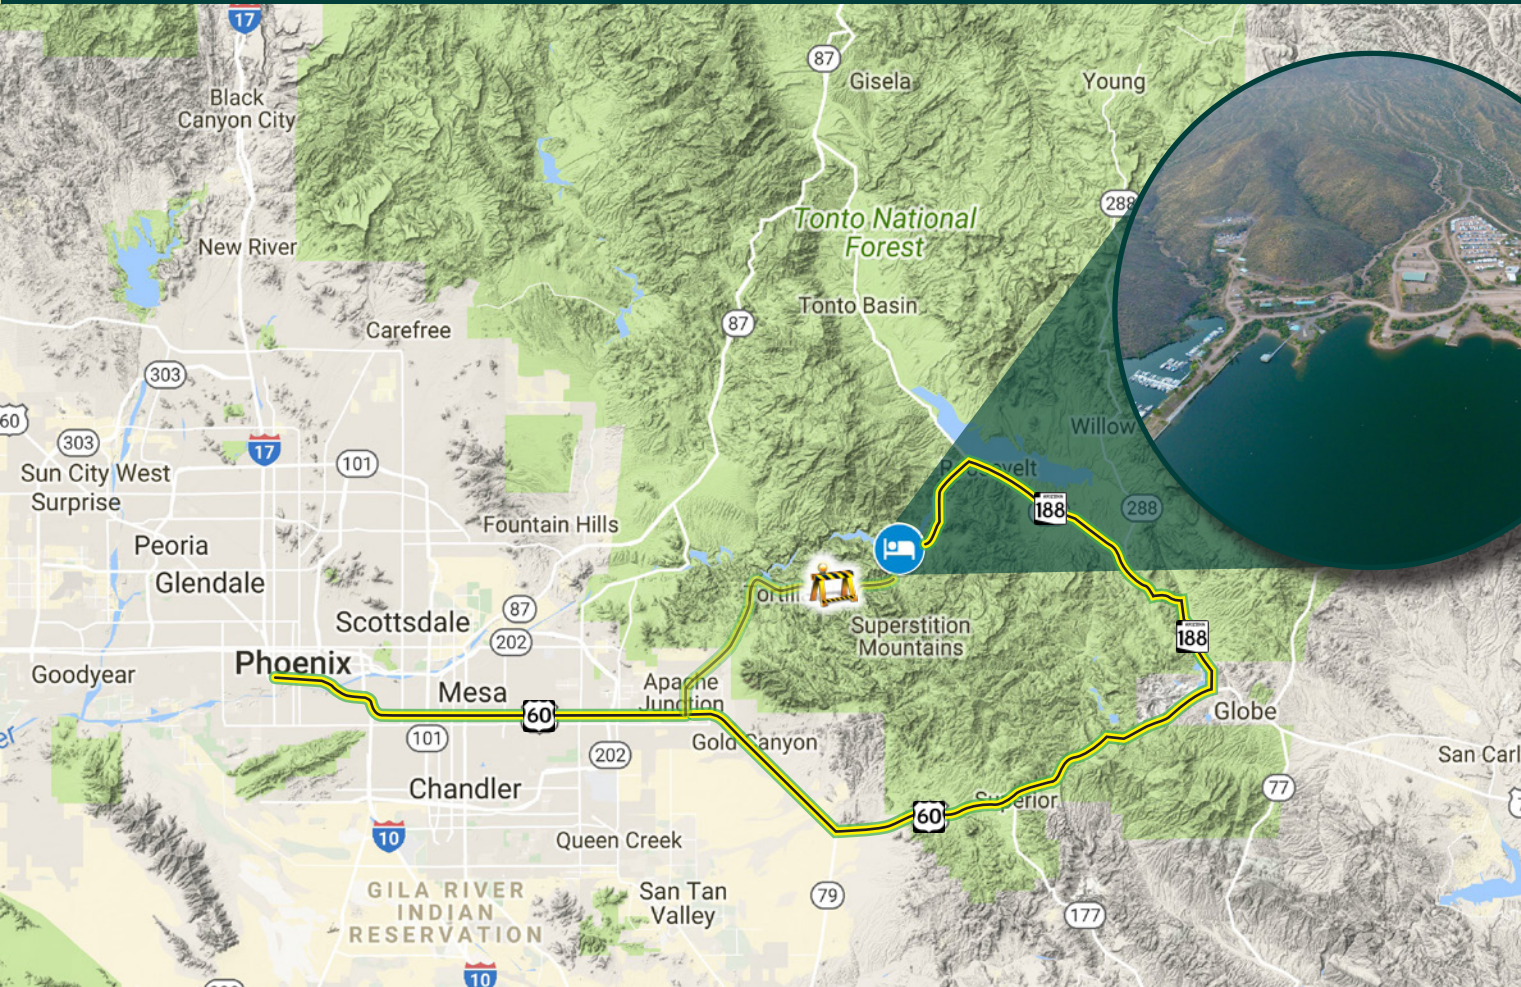 17
87
Gisela
Young
Black
Canyon City
288
Tonto National
Forest
New River
Tonto Basin
87
Carefree
303
60
303
17
101
Willow
Sun City West
Surprise
Roosevelt
188
288
Fountain Hills
Peoria
Glendale
87
Scottsdale
202
Superstition
Mountains
188
Phoenix
Goodyear
Mesa
Apache
Junction
60
Globe
101
202
Gold Canyon
San Carl
Chandler
77
Superior
60
10
Queen Creek
GILA RIVER
INDIAN
RESERVATION
San Tan
Valley
79
177
10